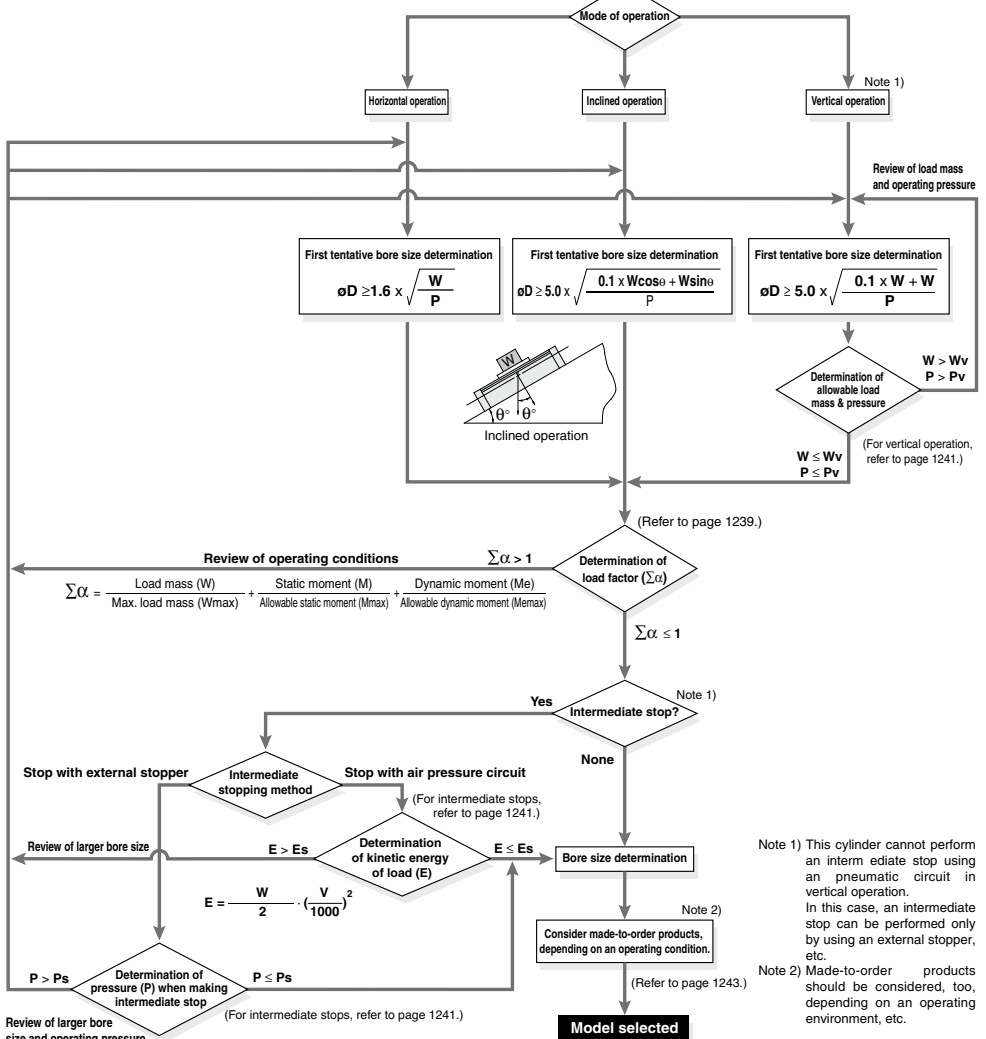 Mode of operation
Note 1)
Horizontal operation
Inclined operation
Vertical operation
Review of load mass
and operating pressure
First tentative bore size determination
øD ≥1.6 x √ W / P
First tentative bore size determination
øD ≥ 5.0 x √ 0.1 x Wcosθ + Wsinθ / P
First tentative bore size determination
øD ≥ 5.0 x √ 0.1 x W + W / P
W
θ° θ°
Inclined operation
Determination of
allowable load
mass & pressure
W > Wv
P > Pv
(For vertical operation,
refer to page 1241.)
W ≤ Wv
P ≤ Pv
(Refer to page 1239.)
Determination of
load factor (∑α)
Review of operating conditions
∑α > 1
∑α = Load mass (W) / Max. load mass (Wmax) + Static moment (M) / Allowable static moment (Mmax) + Dynamic moment (Me) / Allowable dynamic moment (Memax)
∑α ≤ 1
Note 1)
Yes
Intermediate stop?
None
Stop with external stopper
Intermediate
stopping method
Stop with air pressure circuit
(For intermediate stops,
refer to page 1241.)
Review of larger bore size
E > Es
Determination
of kinetic energy
of load (E)
E ≤ Es
Bore size determination
E = W / 2 · (V / 1000)²
Note 2)
Consider made-to-order products,
depending on an operating condition.
P > Ps
Determination of
pressure (P) when making
intermediate stop
P ≤ Ps
(For intermediate stops, refer to page 1241.)
(Refer to page 1243.)
Review of larger bore
size and operating pressure
Model selected
Note 1) This cylinder cannot perform
an interm ediate stop using
an pneumatic circuit in
vertical operation.
In this case, an intermediate
stop can be performed only
by using an external stopper,
etc.
Note 2) Made-to-order products
should be considered, too,
depending on an operating
environment, etc.